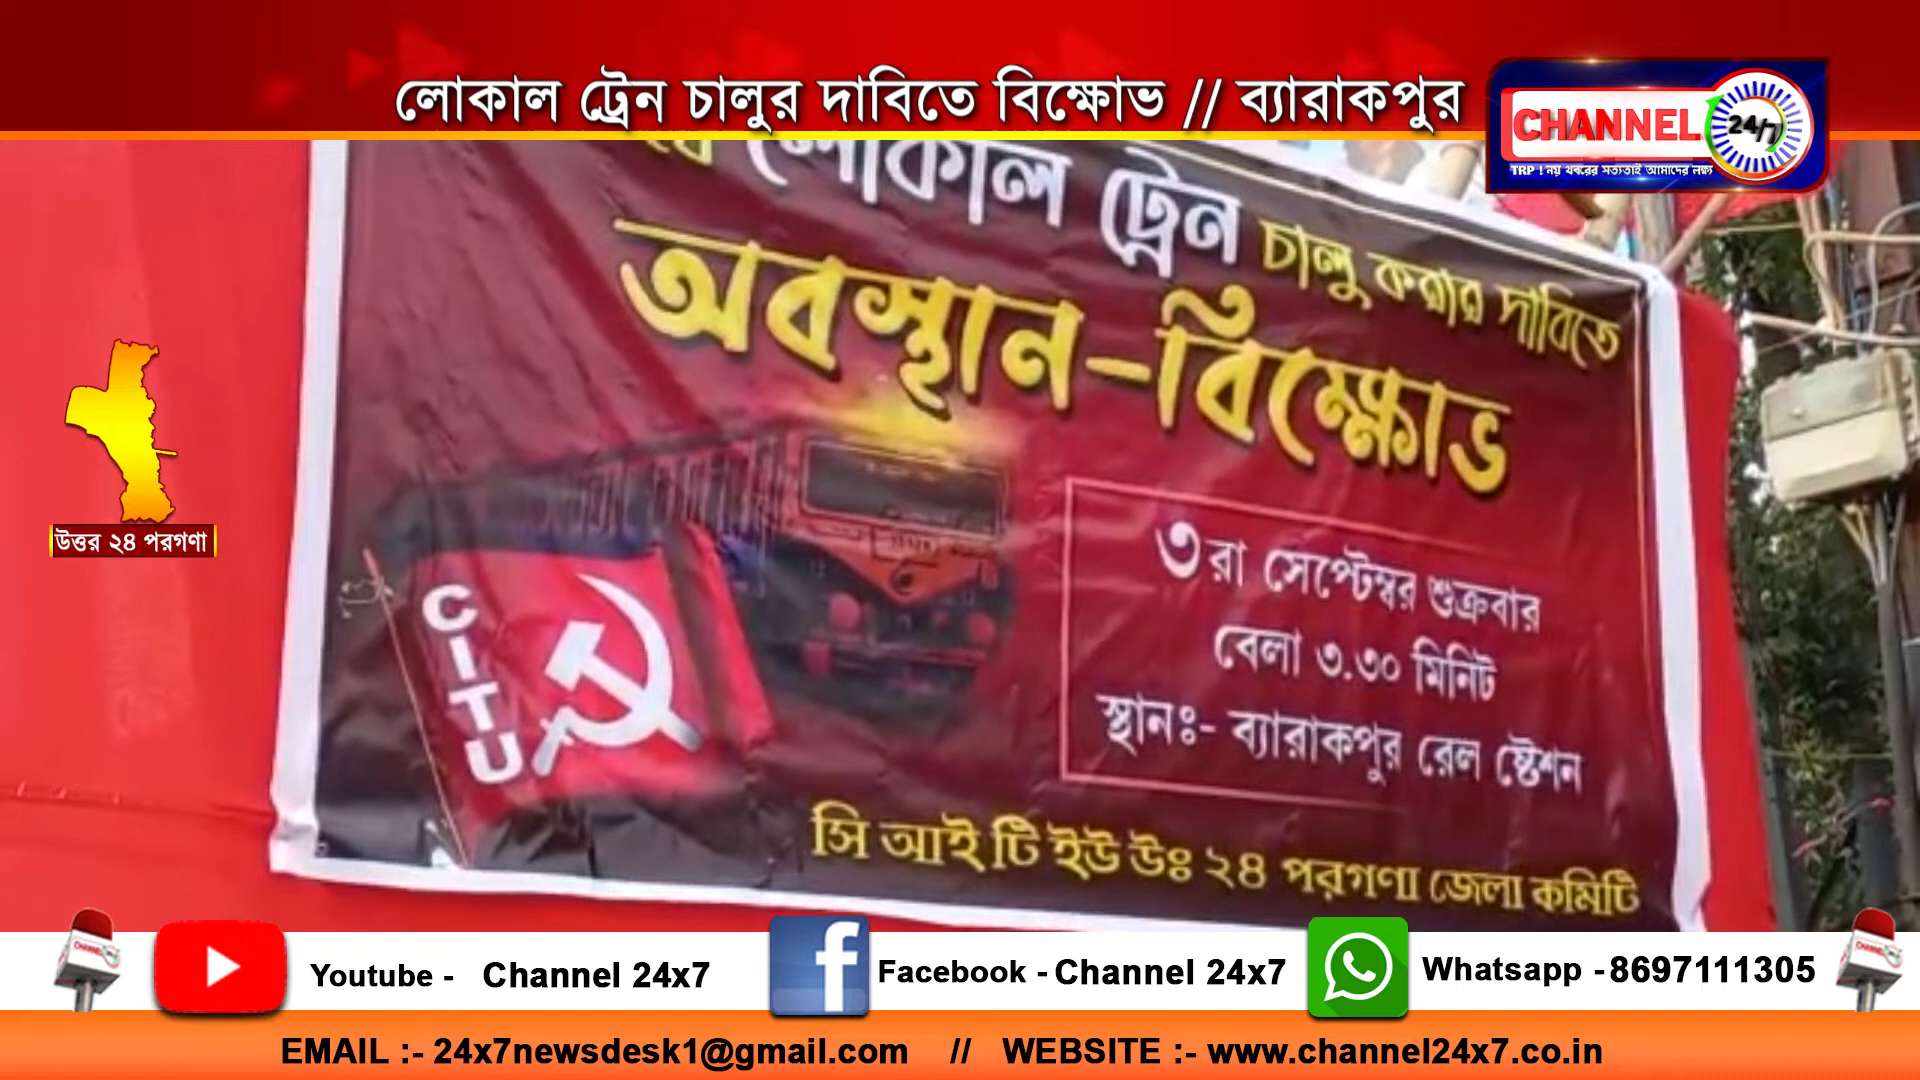 লোকাল ট্রেন চালুর দাবিতে বিক্ষোভ // ব্যারাকপুর
CHANNEL 24/7
TRP ! নয় খবরের সত্যতাই আমাদের লক্ষ্য
লোকাল ট্রেন চালু করার দাবিতে
অবস্থান-বিক্ষোভ
৩রা সেপ্টেম্বর শুক্রবার
বেলা ৩.৩০ মিনিট
স্থানঃ- ব্যারাকপুর রেল ষ্টেশন
CITU
সি আই টি ইউ উঃ ২৪ পরগণা জেলা কমিটি
উত্তর ২৪ পরগণা
Youtube - Channel 24x7
Facebook - Channel 24x7
Whatsapp - 8697111305
EMAIL :- 24x7newsdesk1@gmail.com // WEBSITE :- www.channel24x7.co.in